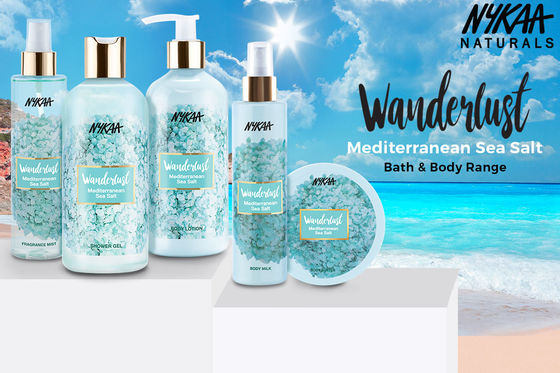 NYKAA
NATURALS
Wanderlust
Mediterranean Sea Salt
Bath & Body Range
NYKAA
Wanderlust
Mediterranean
Sea Salt
FRAGRANCE MIST
NYKAA
Wanderlust
Mediterranean
Sea Salt
SHOWER GEL
NYKAA
Wanderlust
Mediterranean
Sea Salt
BODY LOTION
NYKAA
Wanderlust
Mediterranean
Sea Salt
BODY MILK
NYKAA
Wanderlust
Mediterranean
Sea Salt